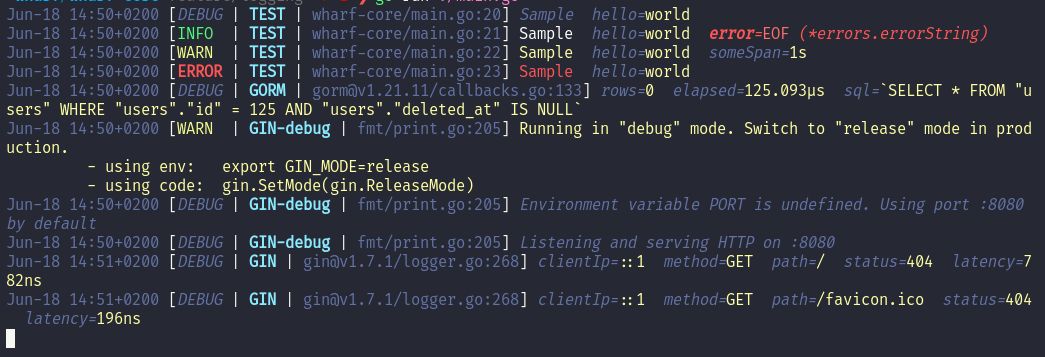 Jun-18 14:50+0200 [DEBUG | TEST | wharf-core/main.go:20] Sample  hello=world
Jun-18 14:50+0200 [INFO  | TEST | wharf-core/main.go:21] Sample  hello=world  error=EOF (*errors.errorString)
Jun-18 14:50+0200 [WARN  | TEST | wharf-core/main.go:22] Sample  hello=world  someSpan=1s
Jun-18 14:50+0200 [ERROR | TEST | wharf-core/main.go:23] Sample  hello=world
Jun-18 14:50+0200 [DEBUG | GORM | gorm@v1.21.11/callbacks.go:133] rows=0  elapsed=125.093µs  sql=`SELECT * FROM "u
sers" WHERE "users"."id" = 125 AND "users"."deleted_at" IS NULL`
Jun-18 14:50+0200 [WARN  | GIN-debug | fmt/print.go:205] Running in "debug" mode. Switch to "release" mode in prod
uction.
- using env:   export GIN_MODE=release
- using code:  gin.SetMode(gin.ReleaseMode)
Jun-18 14:50+0200 [DEBUG | GIN-debug | fmt/print.go:205] Environment variable PORT is undefined. Using port :8080
by default
Jun-18 14:50+0200 [DEBUG | GIN-debug | fmt/print.go:205] Listening and serving HTTP on :8080
Jun-18 14:51+0200 [DEBUG | GIN | gin@v1.7.1/logger.go:268] clientIp=::1  method=GET  path=/  status=404  latency=7
82ns
Jun-18 14:51+0200 [DEBUG | GIN | gin@v1.7.1/logger.go:268] clientIp=::1  method=GET  path=/favicon.ico  status=404
latency=196ns